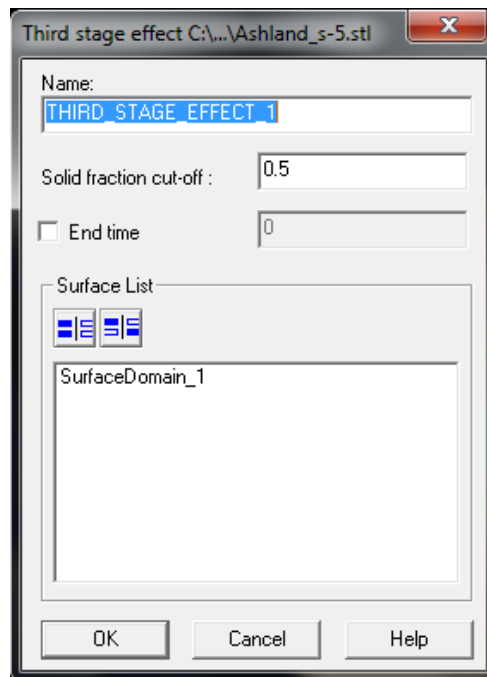 Third stage effect C:\...\Ashland_s-5.stl
Name:
THIRD_STAGE_EFFECT_1
Solid fraction cut-off : 0.5
End time 0
Surface List
SurfaceDomain_1
OK Cancel Help